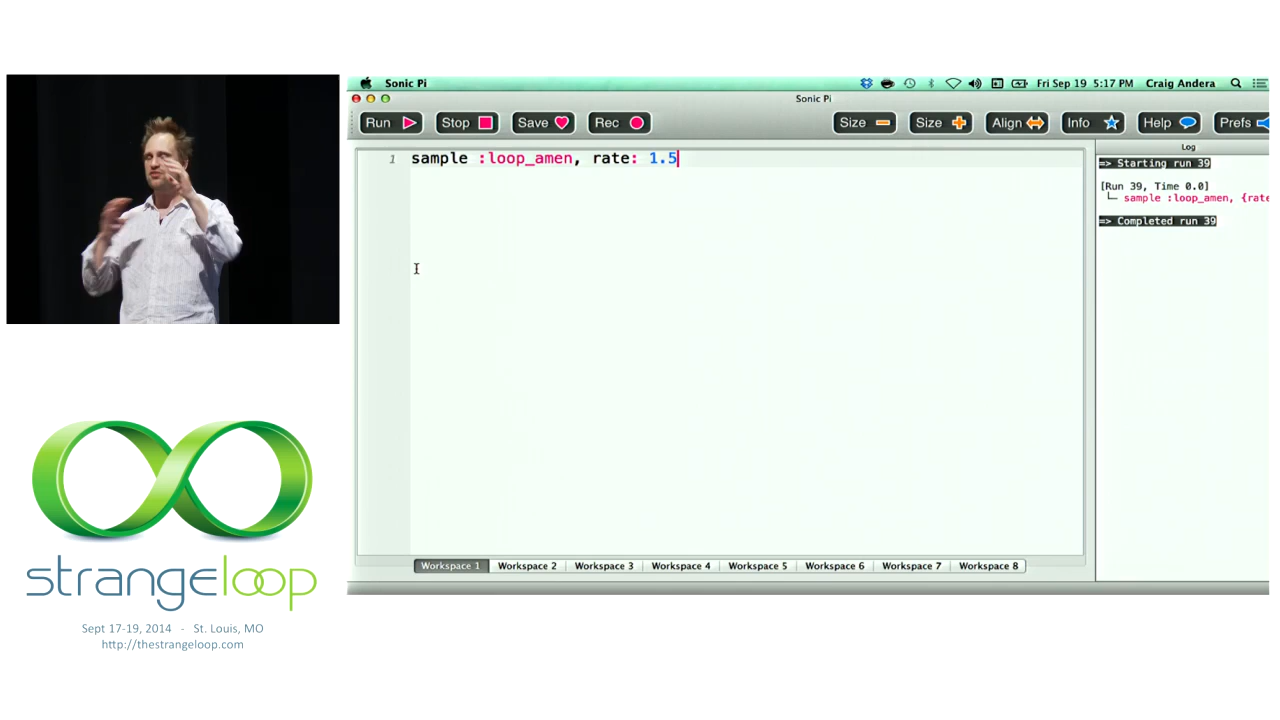 Sonic Pi
Fri Sep 19 5:17 PM Craig Andera
Sonic Pi
Run Stop Save Rec Size Size Align Info Help Prefs
Log
1 sample :loop_amen, rate: 1.5
=> Starting run 39
[Run 39, Time 0.0]
sample :loop_amen, {rate
=> Completed run 39
Workspace 1 Workspace 2 Workspace 3 Workspace 4 Workspace 5 Workspace 6 Workspace 7 Workspace 8
strangeloop
Sept 17-19, 2014 - St. Louis, MO
http://thestrangeloop.com